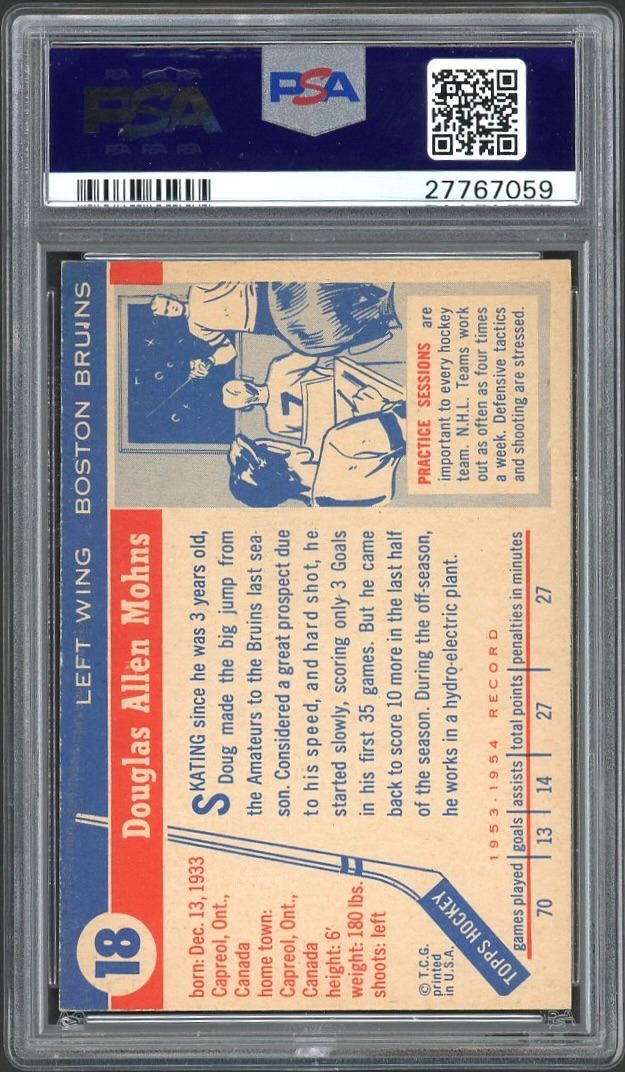 PSA
PSA
27767059
18
LEFT WING BOSTON BRUINS
Douglas Allen Mohns
born: Dec. 13, 1933
Capreol, Ont.,
Canada
home town:
Capreol, Ont.,
Canada
height: 6'
weight: 180 lbs.
shoots: left
SKATING since he was 3 years old,
Doug made the big jump from
the Amateurs to the Bruins last sea-
son. Considered a great prospect due
to his speed, and hard shot, he
started slowly, scoring only 3 Goals
in his first 35 games. But he came
back to score 10 more in the last half
of the season. During the off-season,
he works in a hydro-electric plant.
7
PRACTICE SESSIONS are
important to every hockey
team. N.H.L. Teams work
out as often as four times
a week. Defensive tactics
and shooting are stressed.
© T.C.G.
printed
in U.S.A.
TOPPS HOCKEY
1953-1954 RECORD
games played goals assists total points penalties in minutes
70 13 14 27 27